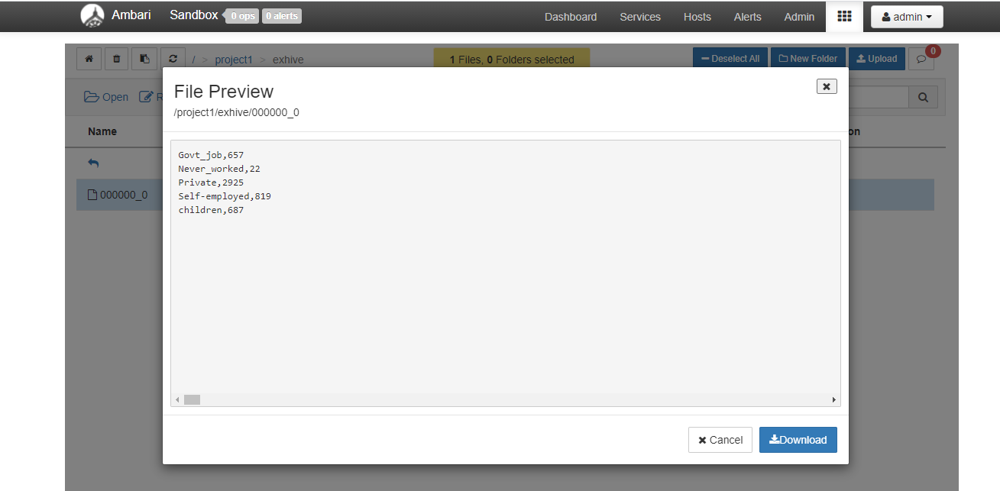 Ambari Sandbox 0 ops 0 alerts Dashboard Services Hosts Alerts Admin admin
/ > project1 > exhive 1 Files, 0 Folders selected Deselect All New Folder Upload 0
Open R
File Preview
/project1/exhive/000000_0
Name on
Govt_job,657
Never_worked,22
Private,2925
000000_0
Self-employed,819
children,687
Cancel Download